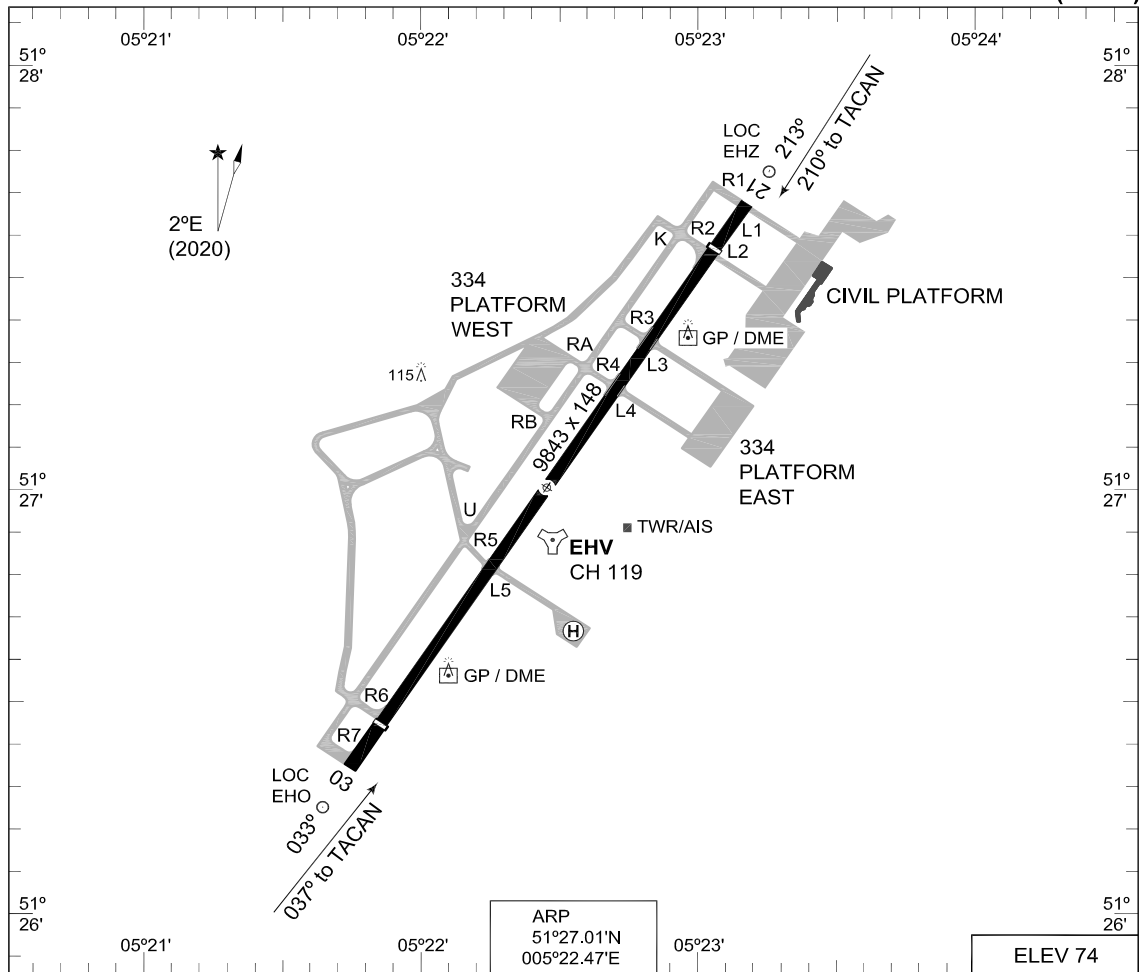 05º21'
05º22'
05º23'
05º24'
51º
28'
51º
28'
LOC
EHZ
213º
210º to TACAN
21
R1
2ºE
(2020)
R2
L1
K
L2
334
PLATFORM
WEST
CIVIL PLATFORM
R3
GP / DME
RA
R4
L3
115
L4
RB
9843 x 148
334
PLATFORM
EAST
51º
27'
51º
27'
U
TWR/AIS
R5
EHV
CH 119
L5
H
GP / DME
R6
R7
03
LOC
EHO
033º
037º to TACAN
51º
26'
51º
26'
ARP
51º27.01'N
005º22.47'E
05º21'
05º22'
05º23'
ELEV 74